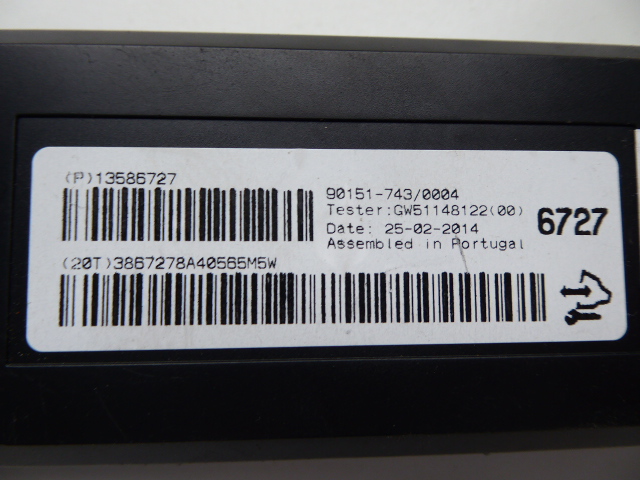 (P)13586727
90151-743/0004
Tester:GW51148122(00)
Date: 25-02-2014
Assembled in Portugal
6727
(20T)3867278A40565M5W